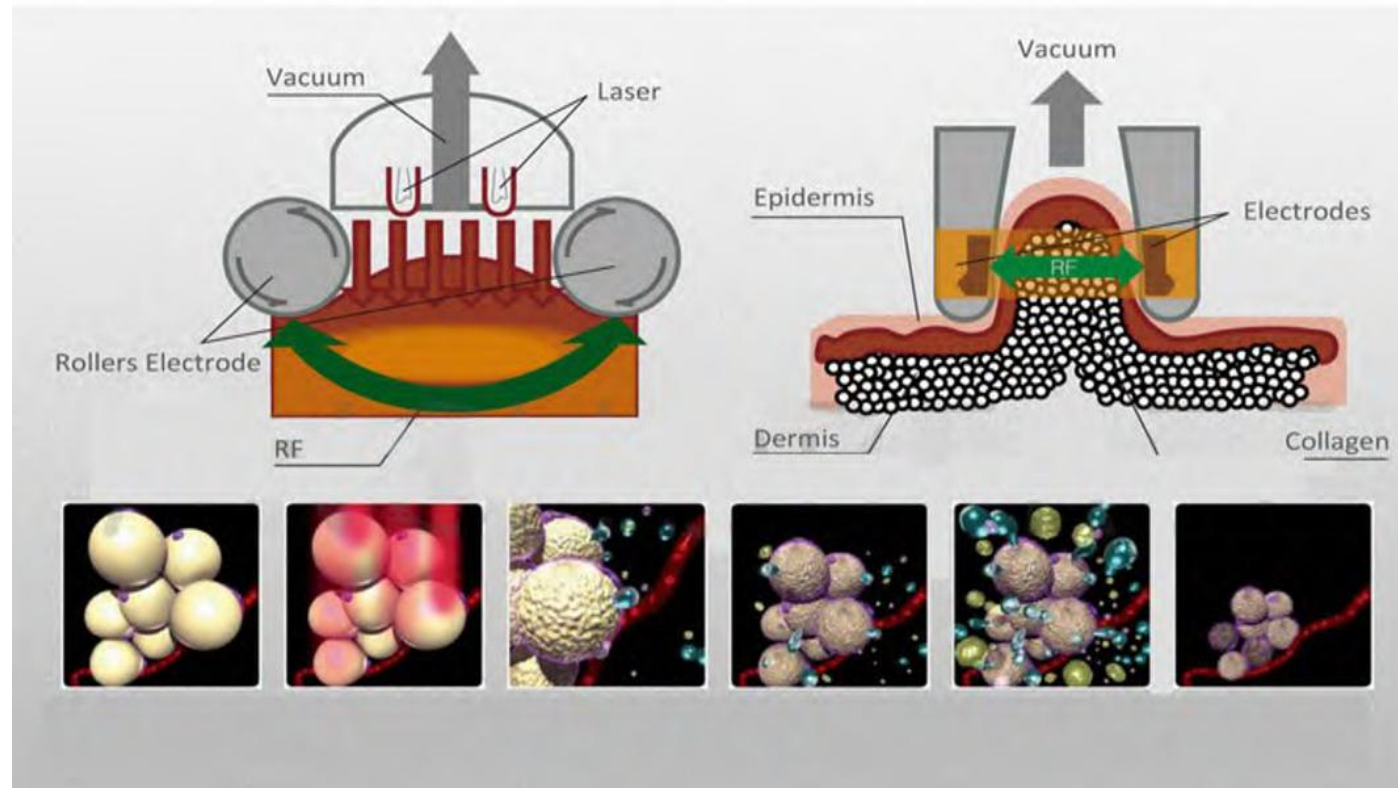 Vacuum
Laser
Rollers Electrode
RF
Vacuum
Epidermis
Electrodes
RF
Dermis
Collagen